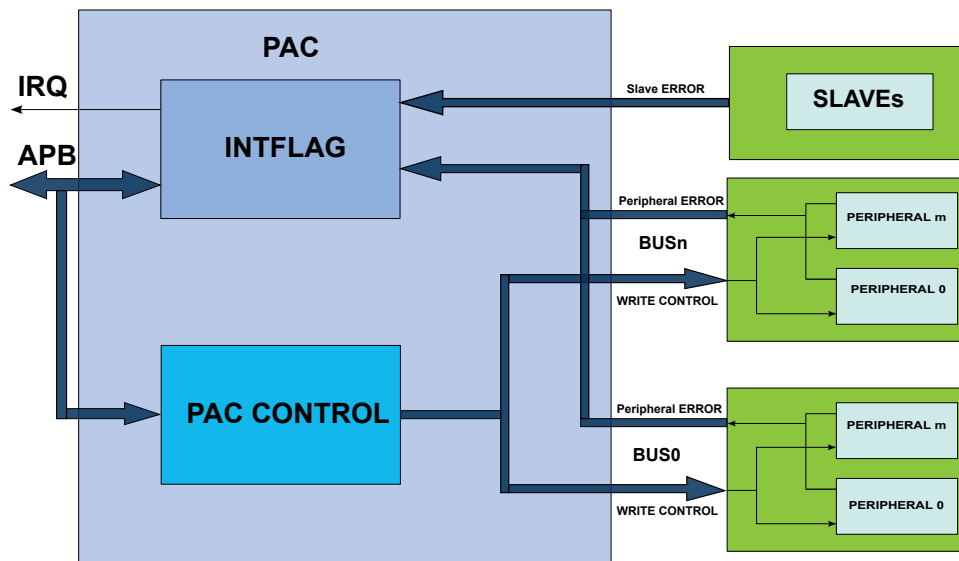 PAC
IRQ
INTFLAG
APB
PAC CONTROL
Slave ERROR
SLAVEs
Peripheral ERROR
BUSn
WRITE CONTROL
PERIPHERAL m
PERIPHERAL 0
Peripheral ERROR
BUS0
WRITE CONTROL
PERIPHERAL m
PERIPHERAL 0